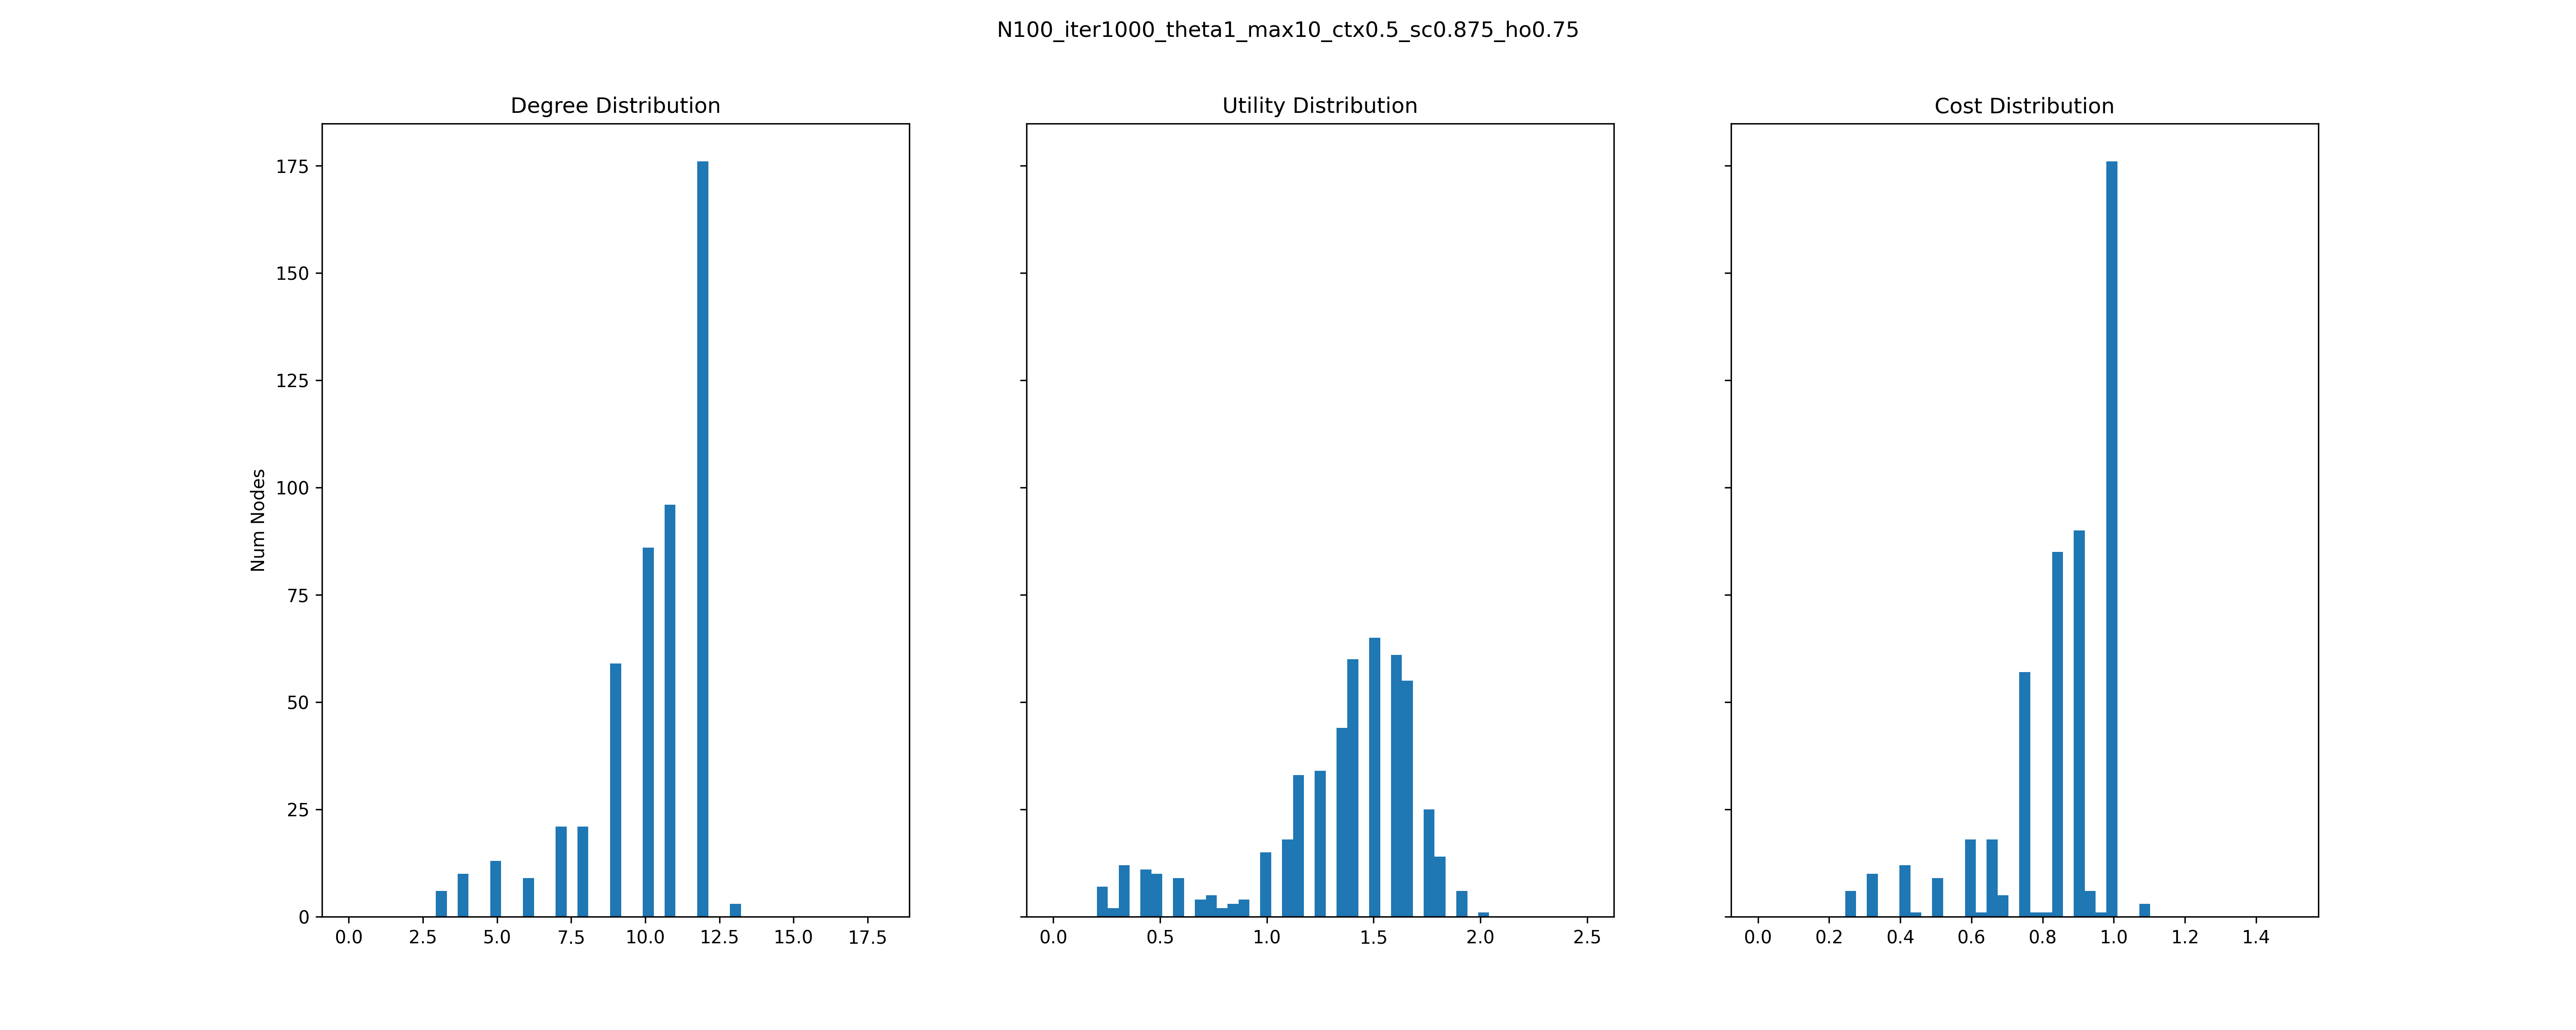 N100_iter1000_theta1_max10_ctx0.5_sc0.875_ho0.75
Degree Distribution
Utility Distribution
Cost Distribution
Num Nodes
175
150
125
100
75
50
25
0
0.0 2.5 5.0 7.5 10.0 12.5 15.0 17.5
0.0 0.5 1.0 1.5 2.0 2.5
0.0 0.2 0.4 0.6 0.8 1.0 1.2 1.4